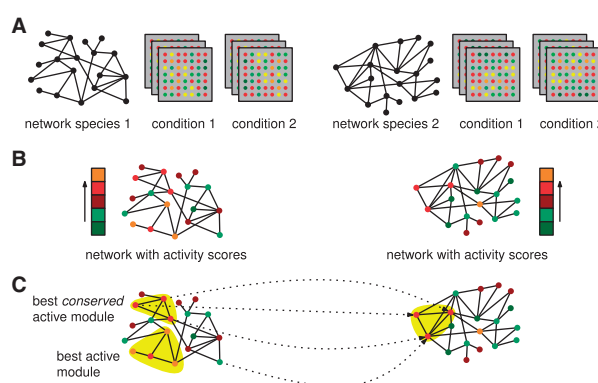 A
network species 1
condition 1
condition 2
network species 2
condition 1
condition
B
network with activity scores
network with activity scores
C
best conserved
active module
best active
module